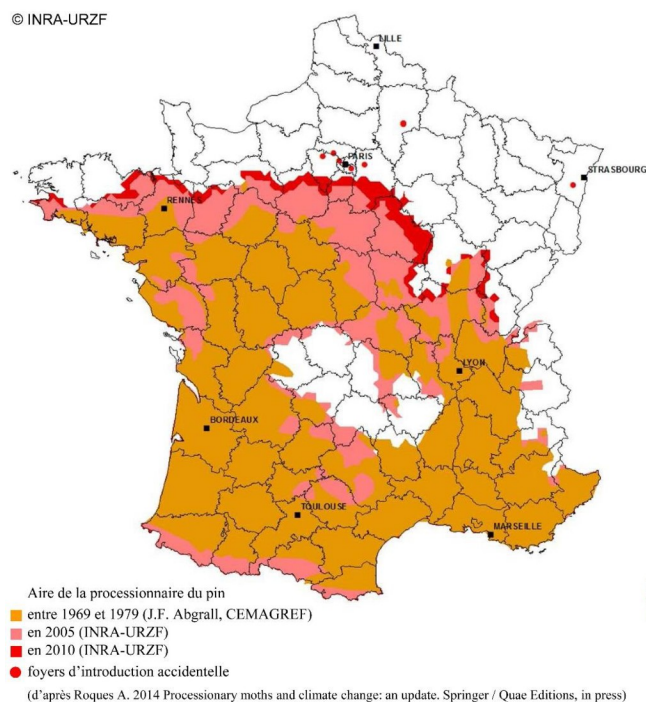 © INRA-URZF
LILLE
PARIS
STRASBOURG
RENNES
LYON
BORDEAUX
TOULOUSE
MARSEILLE
Aire de la processionnaire du pin
entre 1969 et 1979 (J.F. Abgrall, CEMAGREF)
en 2005 (INRA-URZF)
en 2010 (INRA-URZF)
foyers d’introduction accidentelle
(d’après Roques A. 2014 Processionary moths and climate change: an update. Springer / Quae Editions, in press)